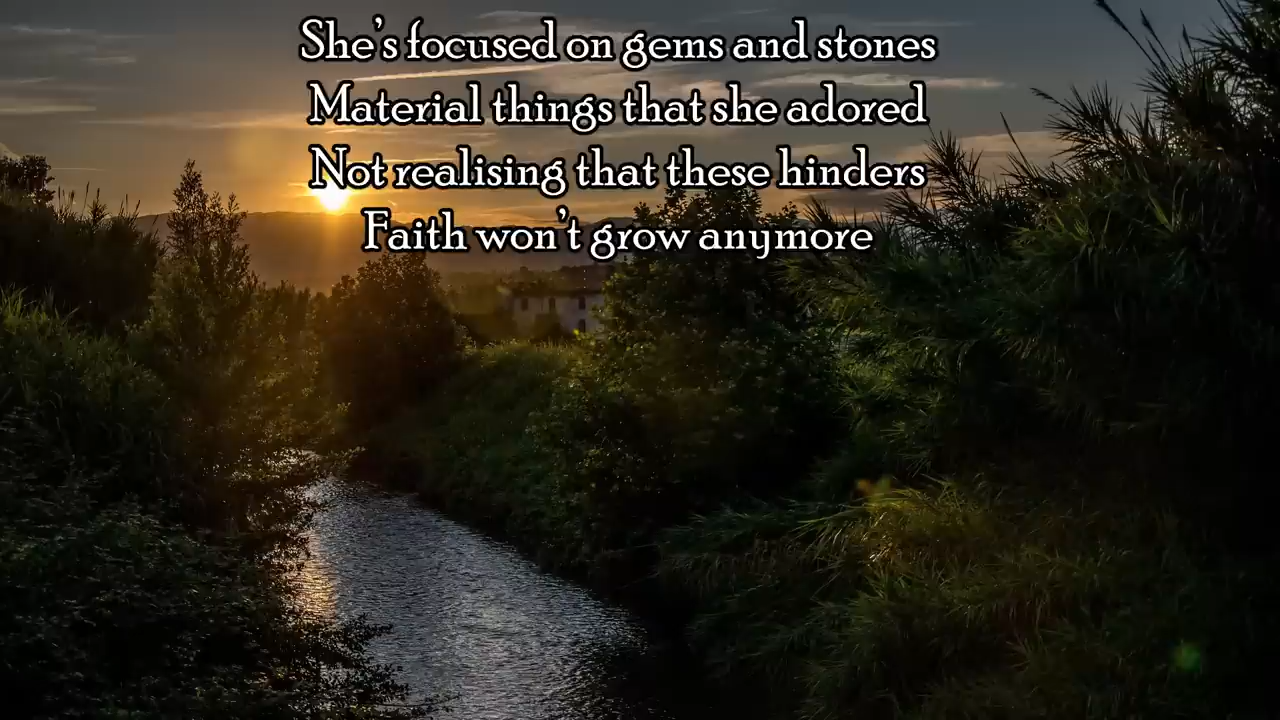 She's focused on gems and stones
Material things that she adored
Not realising that these hinders
Faith won't grow anymore